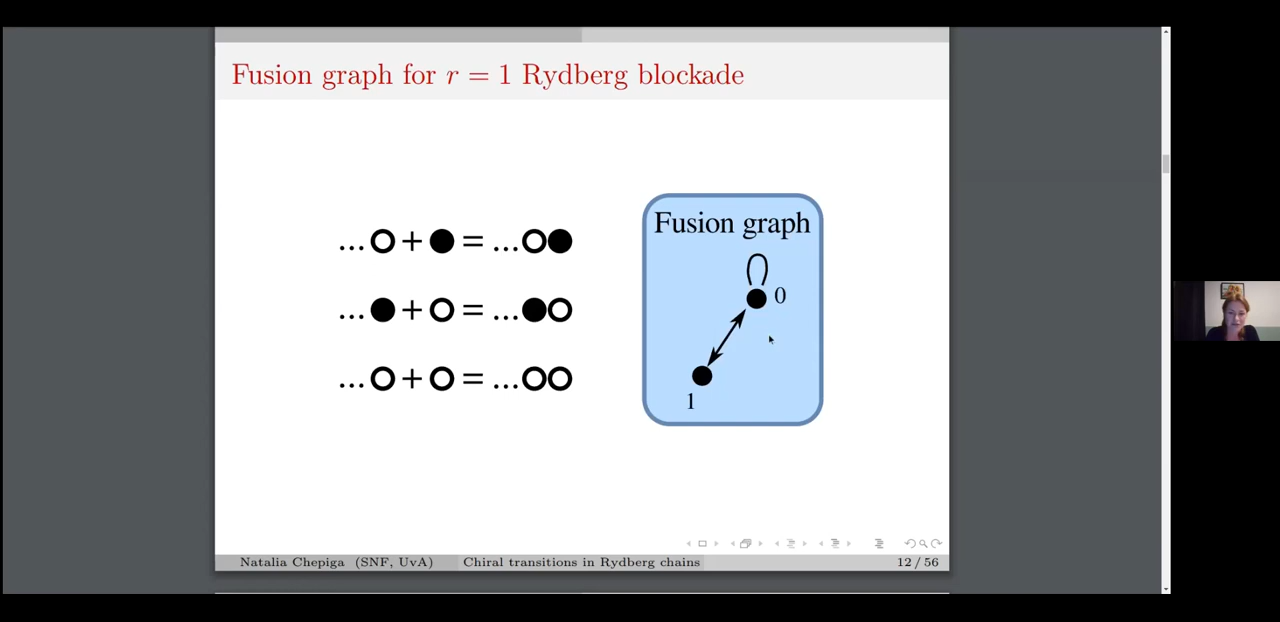 Fusion graph for r = 1 Rydberg blockade
...○+●=...○●
...●+○=...●○
...○+○=...○○
Fusion graph
0
1
Natalia Chepiga (SNF, UvA) Chiral transitions in Rydberg chains 12 / 56